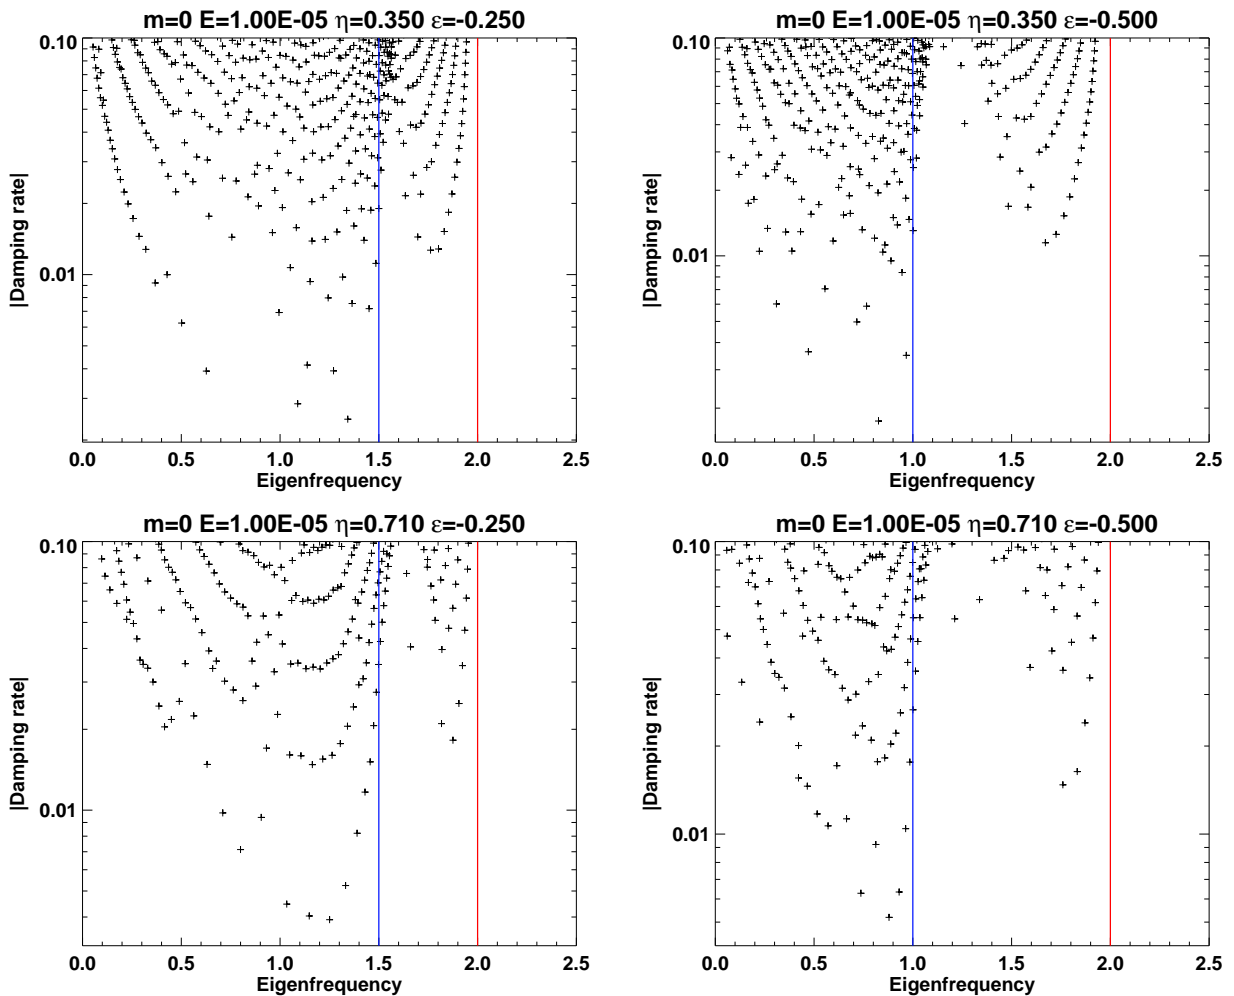 m=0 E=1.00E-05 η=0.350 ε=-0.250
0.10
0.01
|Damping rate|
0.0 0.5 1.0 1.5 2.0 2.5
Eigenfrequency
m=0 E=1.00E-05 η=0.350 ε=-0.500
0.10
0.01
|Damping rate|
0.0 0.5 1.0 1.5 2.0 2.5
Eigenfrequency
m=0 E=1.00E-05 η=0.710 ε=-0.250
0.10
0.01
|Damping rate|
0.0 0.5 1.0 1.5 2.0 2.5
Eigenfrequency
m=0 E=1.00E-05 η=0.710 ε=-0.500
0.10
0.01
|Damping rate|
0.0 0.5 1.0 1.5 2.0 2.5
Eigenfrequency